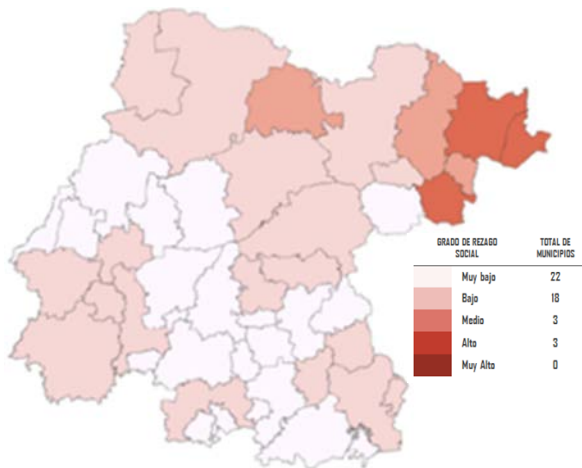 GRADO DE REZAGO SOCIAL TOTAL DE MUNICIPIOS
Muy bajo 22
Bajo 18
Medio 3
Alto 3
Muy Alto 0